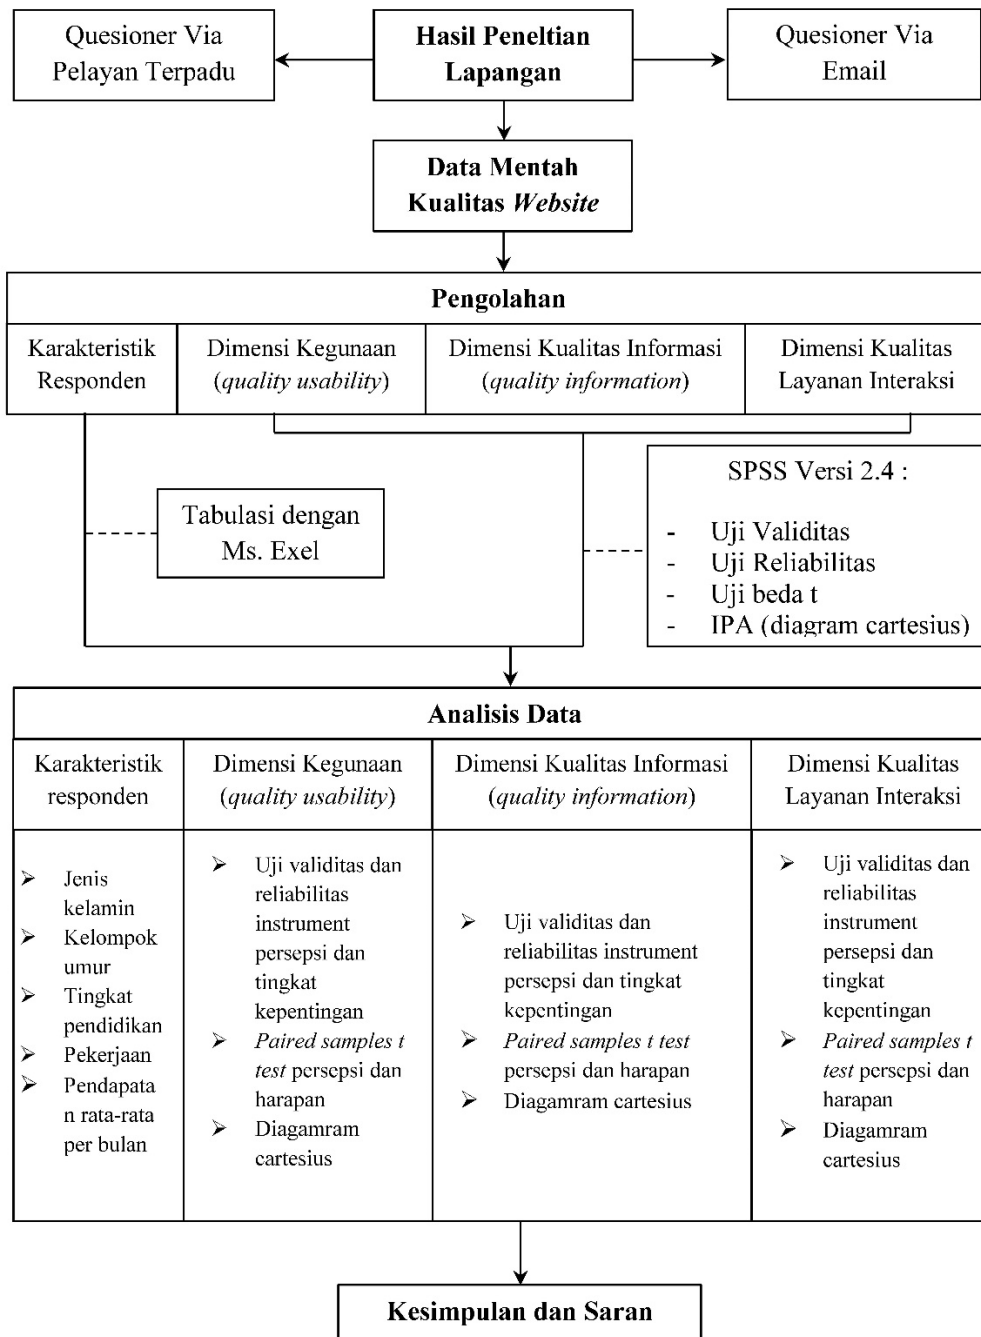 Quesioner Via
Pelayan Terpadu
Hasil Peneltian
Lapangan
Quesioner Via
Email
Data Mentah
Kualitas Website
Pengolahan
Karakteristik
Responden
Dimensi Kegunaan
(quality usability)
Dimensi Kualitas Informasi
(quality information)
Dimensi Kualitas
Layanan Interaksi
Tabulasi dengan
Ms. Exel
SPSS Versi 2.4 :
- Uji Validitas
- Uji Reliabilitas
- Uji beda t
- IPA (diagram cartesius)
Analisis Data
Karakteristik
responden
Dimensi Kegunaan
(quality usability)
Dimensi Kualitas Informasi
(quality information)
Dimensi Kualitas
Layanan Interaksi
➢ Jenis
kelamin
➢ Kelompok
umur
➢ Tingkat
pendidikan
➢ Pekerjaan
➢ Pendapata
n rata-rata
per bulan
➢ Uji validitas dan
reliabilitas
instrument
persepsi dan
tingkat
kepentingan
➢ Paired samples t
test persepsi dan
harapan
➢ Diagamram
cartesius
➢ Uji validitas dan
reliabilitas instrument
persepsi dan tingkat
kepentingan
➢ Paired samples t test
persepsi dan harapan
➢ Diagamram cartesius
➢ Uji validitas dan
reliabilitas
instrument
persepsi dan
tingkat
kepentingan
➢ Paired samples t
test persepsi dan
harapan
➢ Diagamram
cartesius
Kesimpulan dan Saran